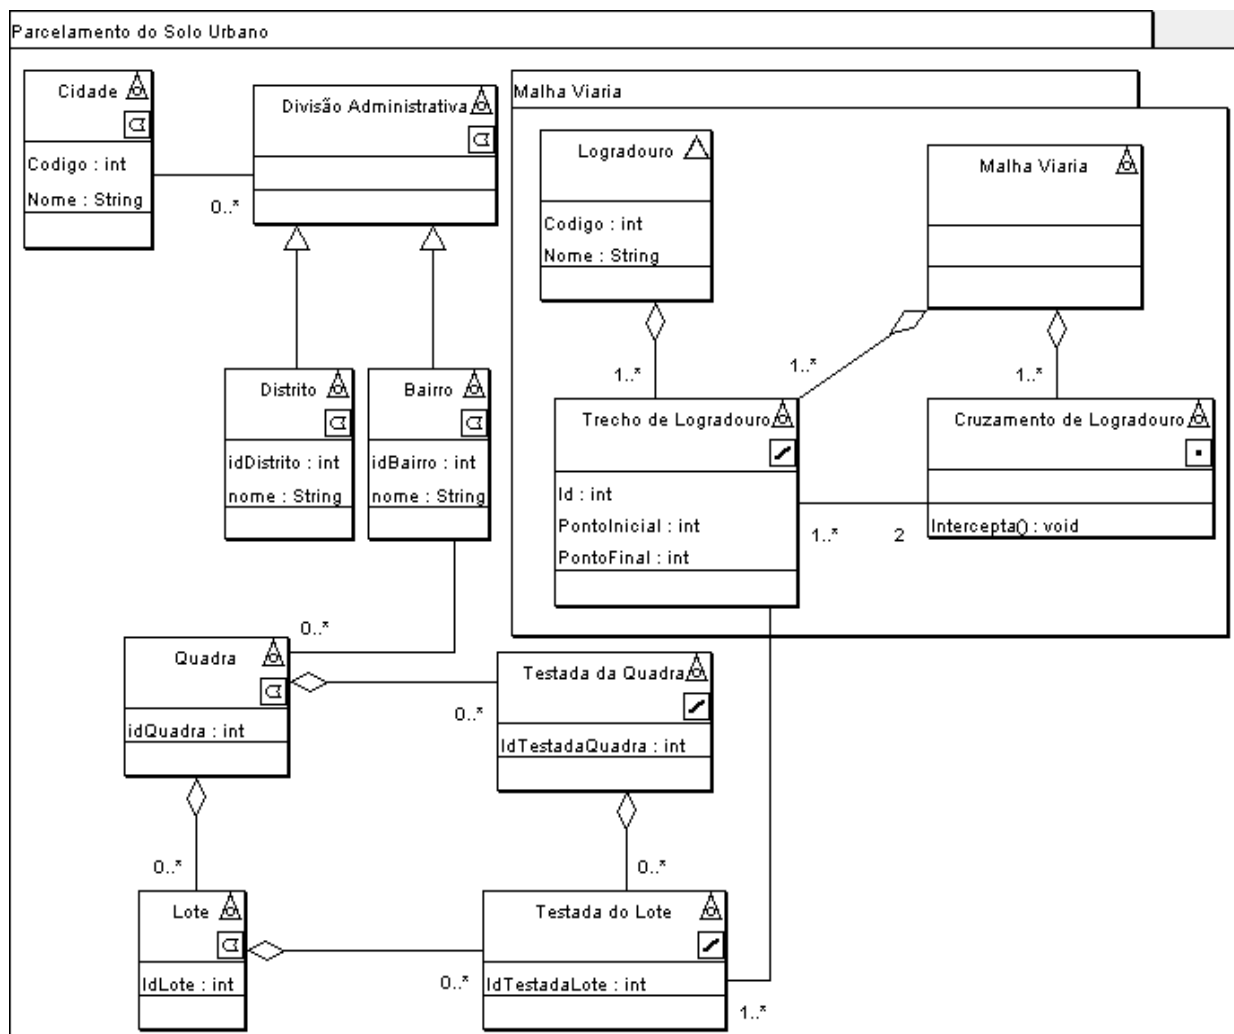 Parcelamento do Solo Urbano
Cidade
Codigo : int
Nome : String
0..*
Divisão Administrativa
Malha Viaria
Logradouro
Codigo : int
Nome : String
Malha Viaria
1..*
1..*
1..*
Distrito
idDistrito : int
nome : String
Bairro
idBairro : int
nome : String
Trecho de Logradouro
Id : int
PontoInicial : int
PontoFinal : int
1..*
2
Cruzamento de Logradouro
Intercepta() : void
0..*
Quadra
idQuadra : int
0..*
Testada da Quadra
IdTestadaQuadra : int
0..*
0..*
Lote
IdLote : int
0..*
Testada do Lote
IdTestadaLote : int
1..*